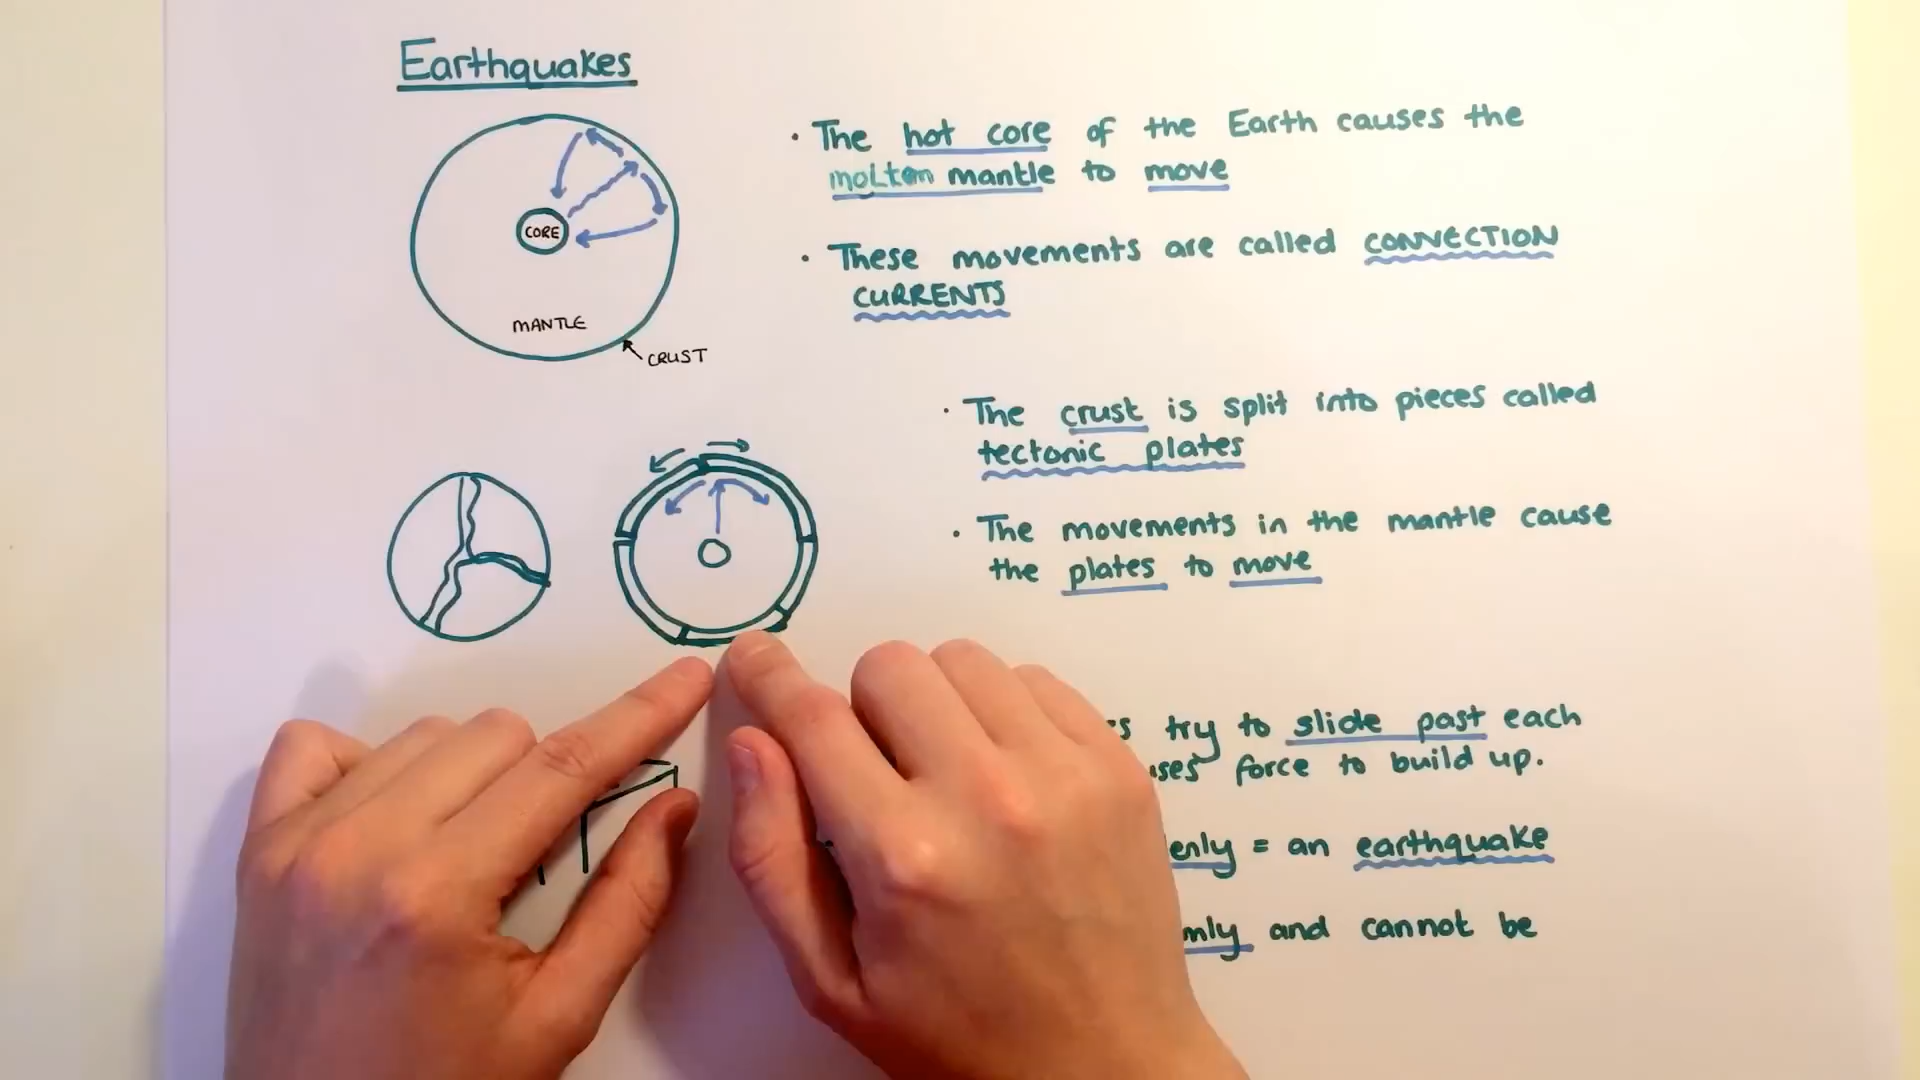 Earthquakes
· The hot core of the Earth causes the
molten mantle to move
· These movements are called CONVECTION
CURRENTS
CORE
MANTLE
CRUST
· The crust is split into pieces called
tectonic plates
· The movements in the mantle cause
the plates to move
try to slide past each
force to build up.
= an earthquake
and cannot be